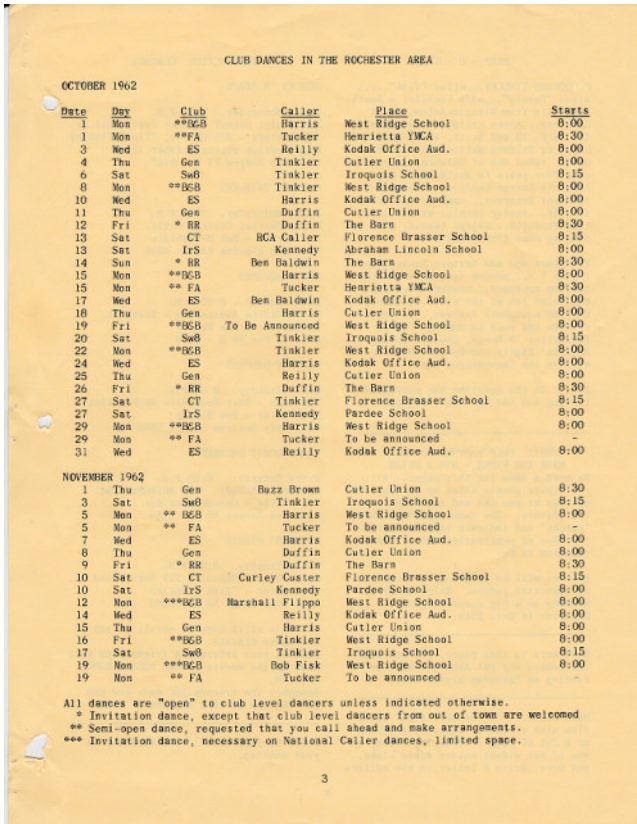 CLUB DANCES IN THE ROCHESTER AREA
OCTOBER 1962
Date Day Club Caller Place Starts
1 Mon **B&B Harris West Ridge School 8:00
1 Mon **FA Tucker Henrietta YMCA 8:30
3 Wed ES Reilly Kodak Office Aud. 8:00
4 Thu Gen Tinkler Cutler Union 8:00
6 Sat Sw8 Tinkler Iroquois School 8:15
8 Mon **B&B Tinkler West Ridge School 8:00
10 Wed ES Harris Kodak Office Aud. 8:00
11 Thu Gen Duffin Cutler Union 8:00
12 Fri * RR Duffin The Barn 8:30
13 Sat CT RCA Caller Florence Brasser School 8:15
13 Sat IrS Kennedy Abraham Lincoln School 8:00
14 Sun * RR Ben Baldwin The Barn 8:30
15 Mon **B&B Harris West Ridge School 8:00
15 Mon ** FA Tucker Henrietta YMCA 8:30
17 Wed ES Ben Baldwin Kodak Office Aud. 8:00
18 Thu Gen Harris Cutler Union 8:00
19 Fri **B&B To Be Announced West Ridge School 8:00
20 Sat Sw8 Tinkler Iroquois School 8:15
22 Mon **B&B Tinkler West Ridge School 8:00
24 Wed ES Harris Kodak Office Aud. 8:00
25 Thu Gen Reilly Cutler Union 8:00
26 Fri * RR Duffin The Barn 8:30
27 Sat CT Tinkler Florence Brasser School 8:15
27 Sat IrS Kennedy Pardee School 8:00
29 Mon **B&B Harris West Ridge School 8:00
29 Mon ** FA Tucker To be announced -
31 Wed ES Reilly Kodak Office Aud. 8:00
NOVEMBER 1962
1 Thu Gen Buzz Brown Cutler Union 8:30
3 Sat Sw8 Tinkler Iroquois School 8:15
5 Mon ** B&B Harris West Ridge School 8:00
5 Mon ** FA Tucker To be announced -
7 Wed ES Harris Kodak Office Aud. 8:00
8 Thu Gen Duffin Cutler Union 8:00
9 Fri * RR Duffin The Barn 8:30
10 Sat CT Curley Custer Florence Brasser School 8:15
10 Sat IrS Kennedy Pardee School 8:00
12 Mon ***B&B Marshall Flippo West Ridge School 8:00
14 Wed ES Reilly Kodak Office Aud. 8:00
15 Thu Gen Harris Cutler Union 8:00
16 Fri **B&B Tinkler West Ridge School 8:00
17 Sat Sw8 Tinkler Iroquois School 8:15
19 Mon ***B&B Bob Fisk West Ridge School 8:00
19 Mon ** FA Tucker To be announced -
All dances are "open" to club level dancers unless indicated otherwise.
* Invitation dance, except that club level dancers from out of town are welcomed
** Semi-open dance, requested that you call ahead and make arrangements.
*** Invitation dance, necessary on National Caller dances, limited space.
3